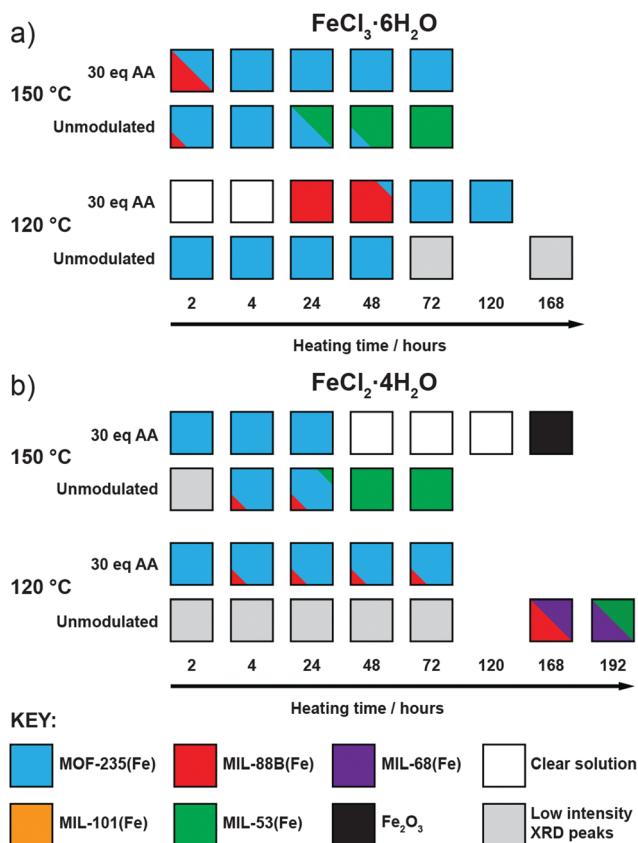 a)
FeCl₃·6H₂O
150 °C
30 eq AA
Unmodulated
120 °C
30 eq AA
Unmodulated
2 4 24 48 72 120 168
Heating time / hours
b)
FeCl₂·4H₂O
150 °C
30 eq AA
Unmodulated
120 °C
30 eq AA
Unmodulated
2 4 24 48 72 120 168 192
Heating time / hours
KEY:
MOF-235(Fe) MIL-88B(Fe) MIL-68(Fe) Clear solution
MIL-101(Fe) MIL-53(Fe) Fe₂O₃ Low intensity
XRD peaks